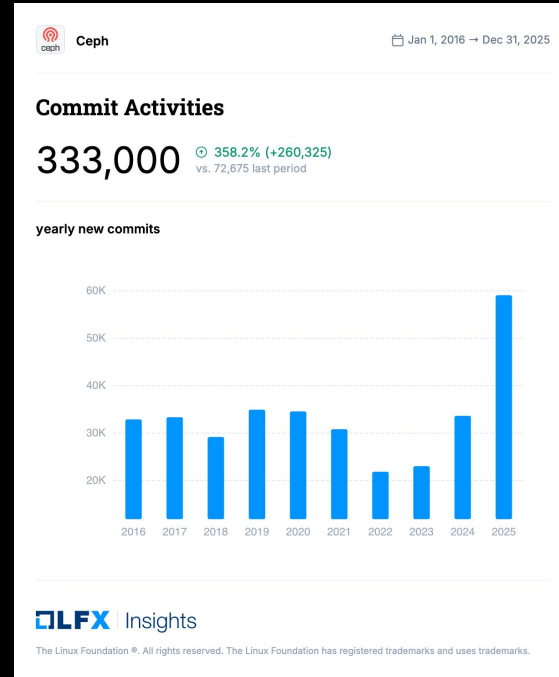 ceph
Ceph
Jan 1, 2016 → Dec 31, 2025
Commit Activities
333,000
358.2% (+260,325)
vs. 72,675 last period
yearly new commits
60K
50K
40K
30K
20K
2016 2017 2018 2019 2020 2021 2022 2023 2024 2025
LFX Insights
The Linux Foundation ®. All rights reserved. The Linux Foundation has registered trademarks and uses trademarks.